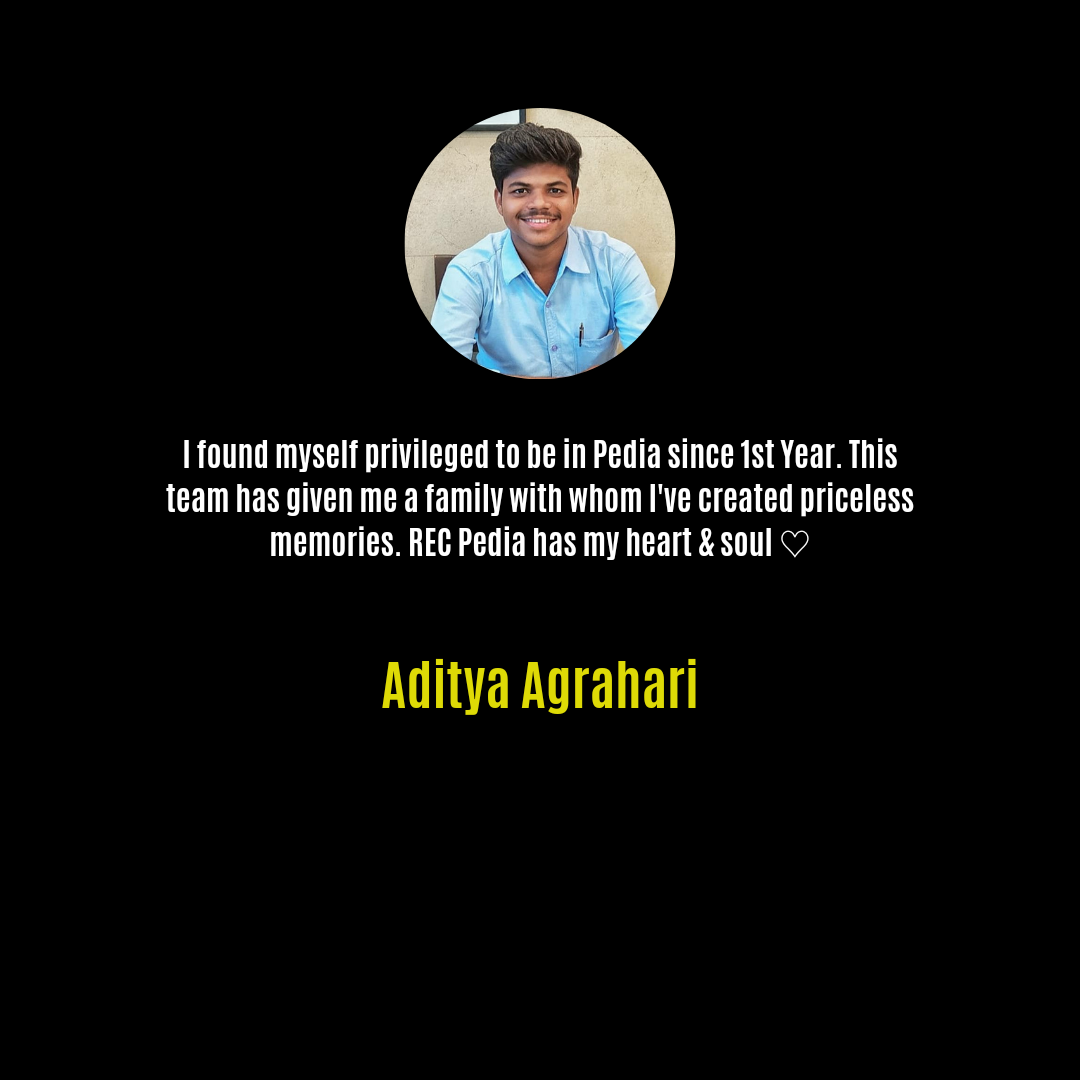 I found myself privileged to be in Pedia since 1st Year. This
team has given me a family with whom I've created priceless
memories. REC Pedia has my heart & soul ♡
Aditya Agrahari